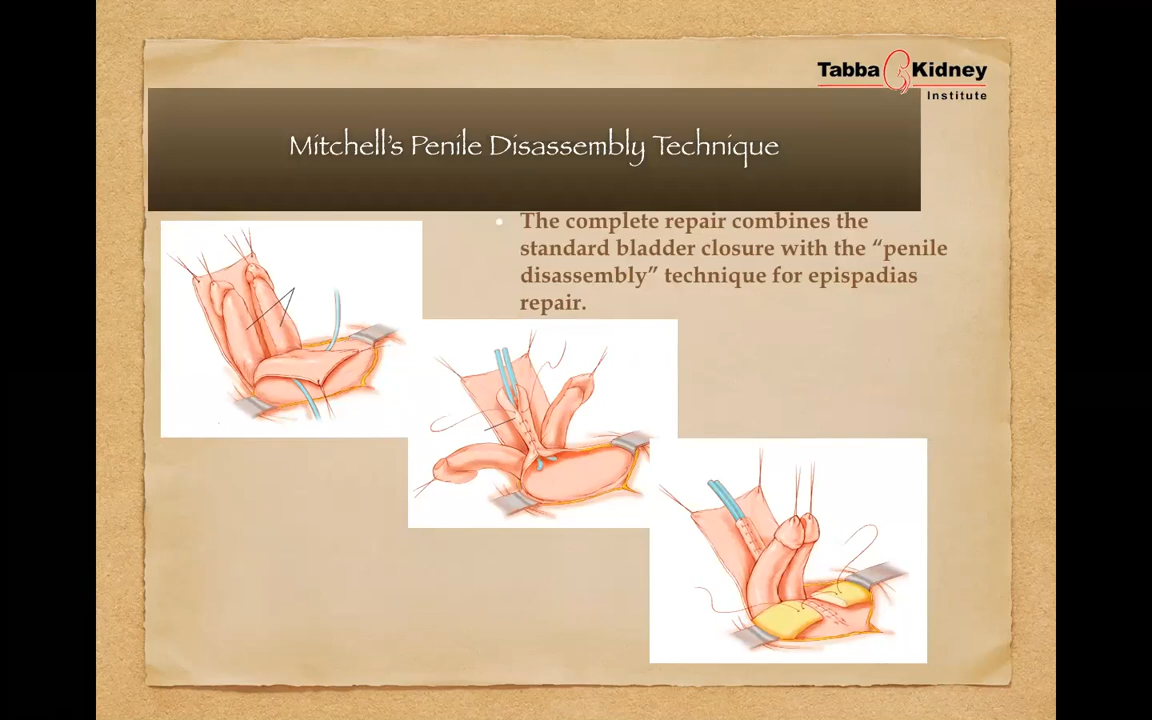 Tabba Kidney
Institute
Mitchell's Penile Disassembly Technique
• The complete repair combines the
standard bladder closure with the “penile
disassembly” technique for epispadias
repair.